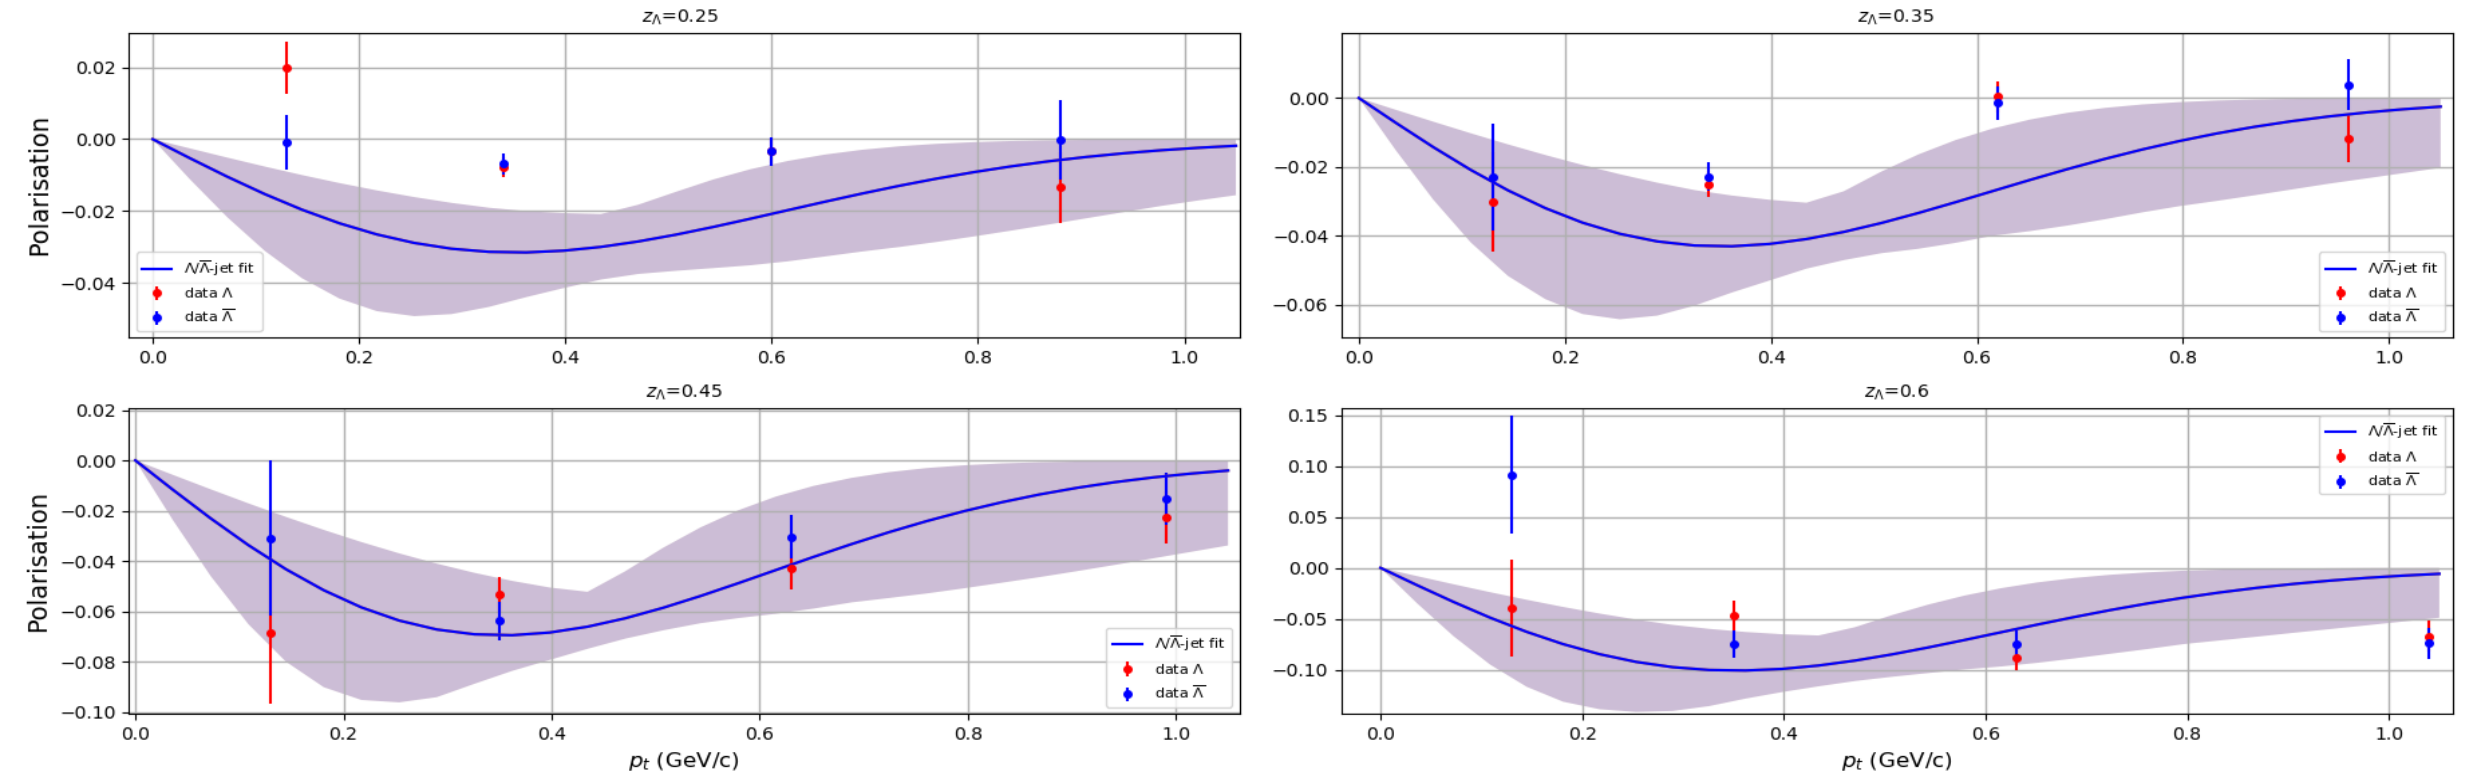 z_Λ=0.25
0.02
0.00
−0.02
−0.04
Polarisation
Λ/Λ̅-jet fit
data Λ
data Λ̅
0.0 0.2 0.4 0.6 0.8 1.0
z_Λ=0.35
0.00
−0.02
−0.04
−0.06
Λ/Λ̅-jet fit
data Λ
data Λ̅
0.0 0.2 0.4 0.6 0.8 1.0
z_Λ=0.45
0.02
0.00
−0.02
−0.04
−0.06
−0.08
−0.10
Polarisation
Λ/Λ̅-jet fit
data Λ
data Λ̅
0.0 0.2 0.4 0.6 0.8 1.0
p_t (GeV/c)
z_Λ=0.6
0.15
0.10
0.05
0.00
−0.05
−0.10
Λ/Λ̅-jet fit
data Λ
data Λ̅
0.0 0.2 0.4 0.6 0.8 1.0
p_t (GeV/c)